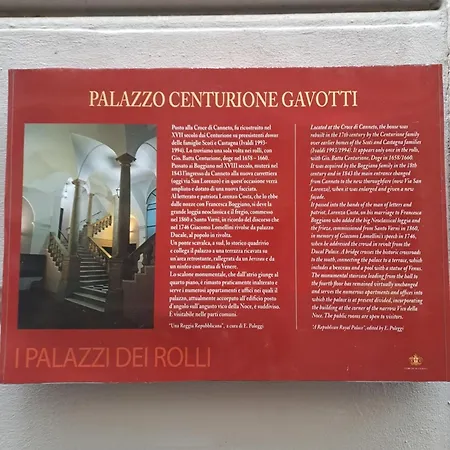 PALAZZO CENTURIONE GAVOTTI
Posto alla Croce di Canneto, fu ricostruito nel
XVII secolo dai Centurione su preesistenti domus
delle famiglie Scoti e Castagna (Ivaldi 1993-
1994). Lo troviamo una sola volta nei rolli, con
Gio. Batta Centurione, doge nel 1658 - 1660.
Passato ai Boggiano nel XVIII secolo, muterà nel
1843 l'ingresso da Canneto alla nuova carrettiera
(oggi via San Lorenzo) e in quest'occasione verrà
ampliato e dotato di una nuova facciata.
Al letterato e patriota Lorenzo Costa, che lo ebbe
dalle nozze con Francesca Boggiano, si deve la
grande loggia neoclassica e il fregio, commesso
nel 1860 a Santo Varni, in ricordo del discorso che
nel 1746 Giacomo Lomellini rivolse da palazzo
Ducale, al popolo in rivolta.
Un ponte scavalca, a sud, lo storico quadrivio
e collega il palazzo a una terrazza ricavata su
un'area retrostante, rallegrata da un berceau e da
un ninfeo con statua di Venere.
Lo scalone monumentale, che dall'atrio giunge al
quarto piano, è rimasto praticamente inalterato e
serve i numerosi appartamenti e uffici nei quali il
palazzo, attualmente accorpato all'edificio posto
d'angolo sull'angusto vico della Noce, è suddiviso.
È visitabile nelle parti comuni.
"Una Reggia Repubblicana", a cura di E. Poleggi
Located at the Croce di Canneto, the house was
rebuilt in the 17th century by the Centurione family
over earlier homes of the Scoti and Castagna families
(Ivaldi 1993/1994). It appears only once in the rolli,
with Gio. Batta Centurione, Doge in 1658/1660.
It was acquired by the Boggiano family in the 18th
century and in 1843 the main entrance changed
from Canneto to the new thoroughfare (now Via San
Lorenzo), when it was enlarged and given a new
façade.
It passed into the hands of the man of letters and
patriot, Lorenzo Costa, on his marriage to Francesca
Boggiano who added the big Neoclassical loggia and
the frieze, commissioned from Santo Varni in 1860,
in memory of Giacomo Lomellini's speech in 1746,
when he addressed the crowd in revolt from the
Ducal Palace. A bridge crosses the historic crossroads
to the south, connecting the palace to a terrace, which
includes a berceau and a pool with a statue of Venus.
The monumental staircase leading from the hall to
the fourth floor has remained virtually unchanged and
serves the numerous apartments and offices into
which the palace is at present divided, incorporating
the building at the corner of the narrow Vico della
Noce. The public rooms are open to visitors.
"A Republican Royal Palace", edited by E. Poleggi
I PALAZZI DEI ROLLI